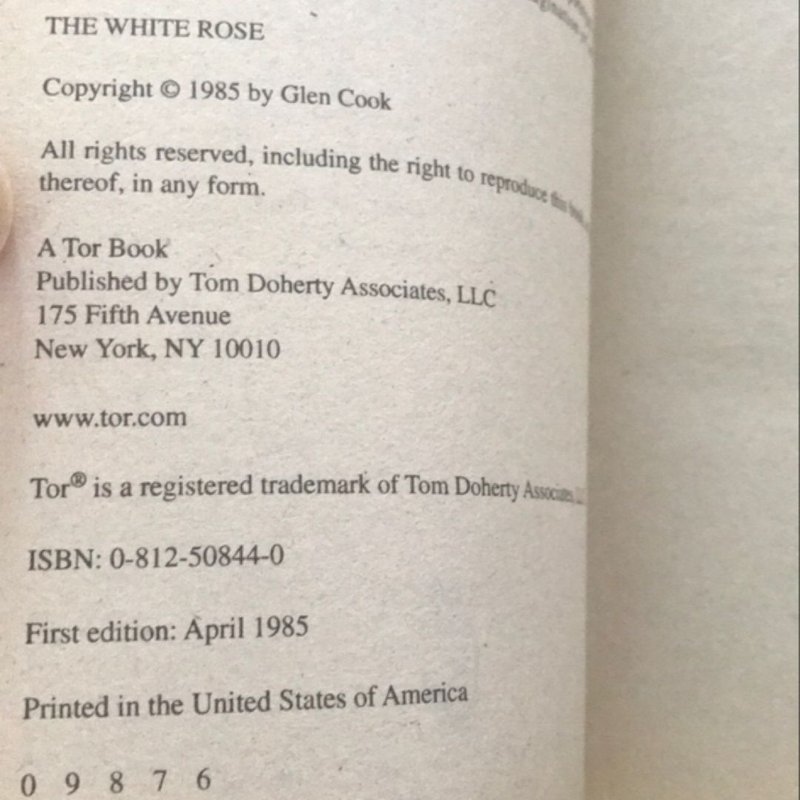 THE WHITE ROSE
Copyright © 1985 by Glen Cook
All rights reserved, including the right to reproduce this book,
thereof, in any form.
A Tor Book
Published by Tom Doherty Associates, LLC
175 Fifth Avenue
New York, NY 10010
www.tor.com
Tor® is a registered trademark of Tom Doherty Associates,
ISBN: 0-812-50844-0
First edition: April 1985
Printed in the United States of America
0 9 8 7 6